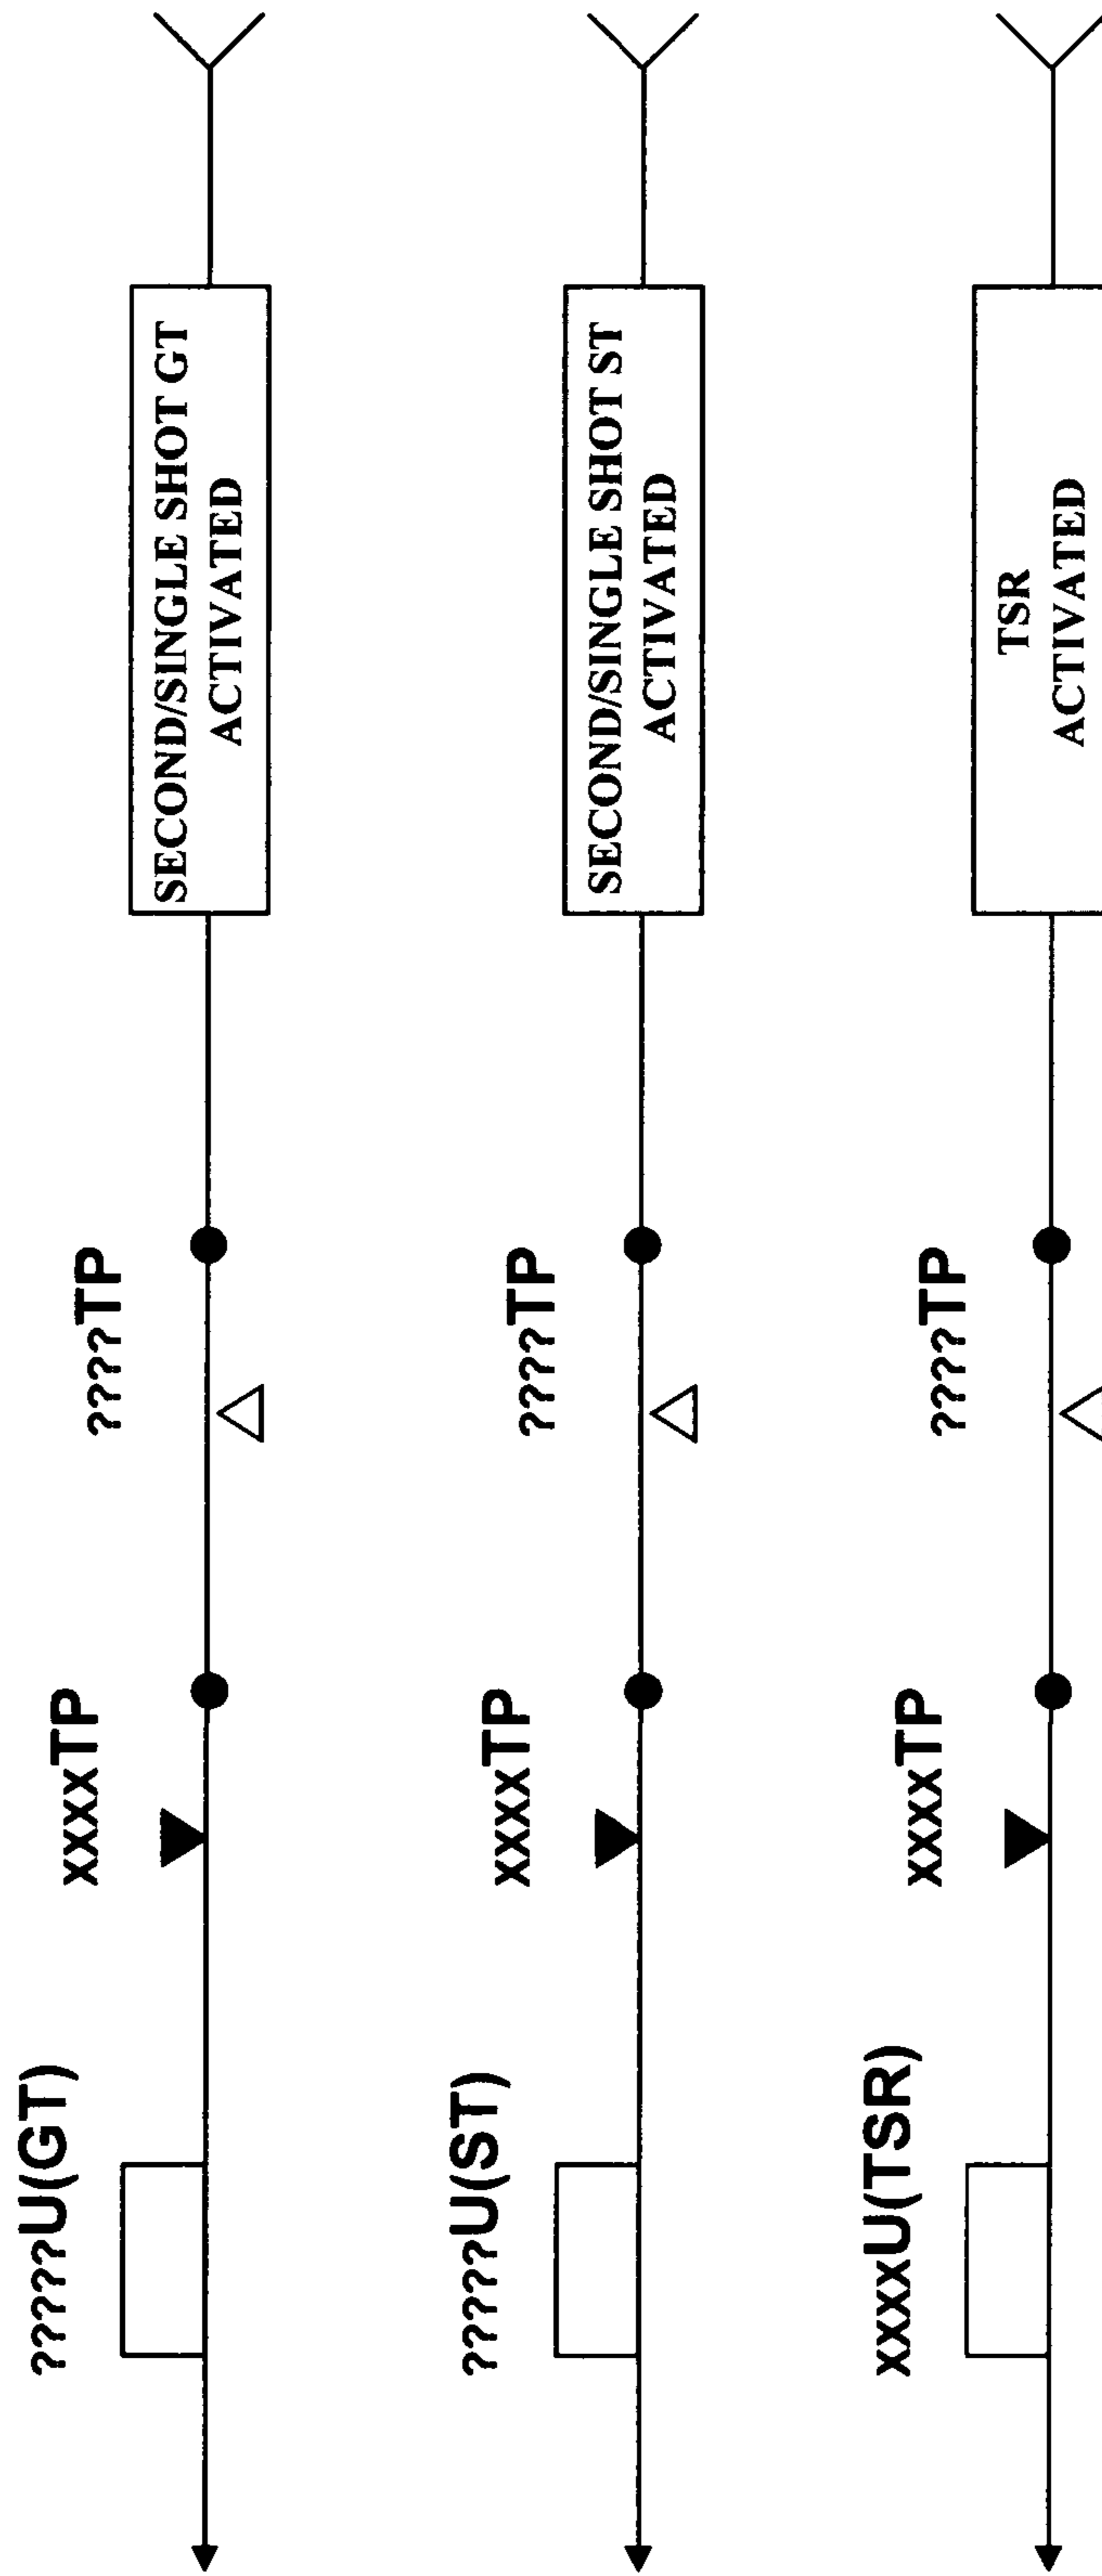 ?????U(GT)
xxxxTP
????TP
SECOND/SINGLE SHOT GT
ACTIVATED
?????U(ST)
xxxxTP
????TP
SECOND/SINGLE SHOT ST
ACTIVATED
xxxxU(TSR)
xxxxTP
????TP
TSR
ACTIVATED